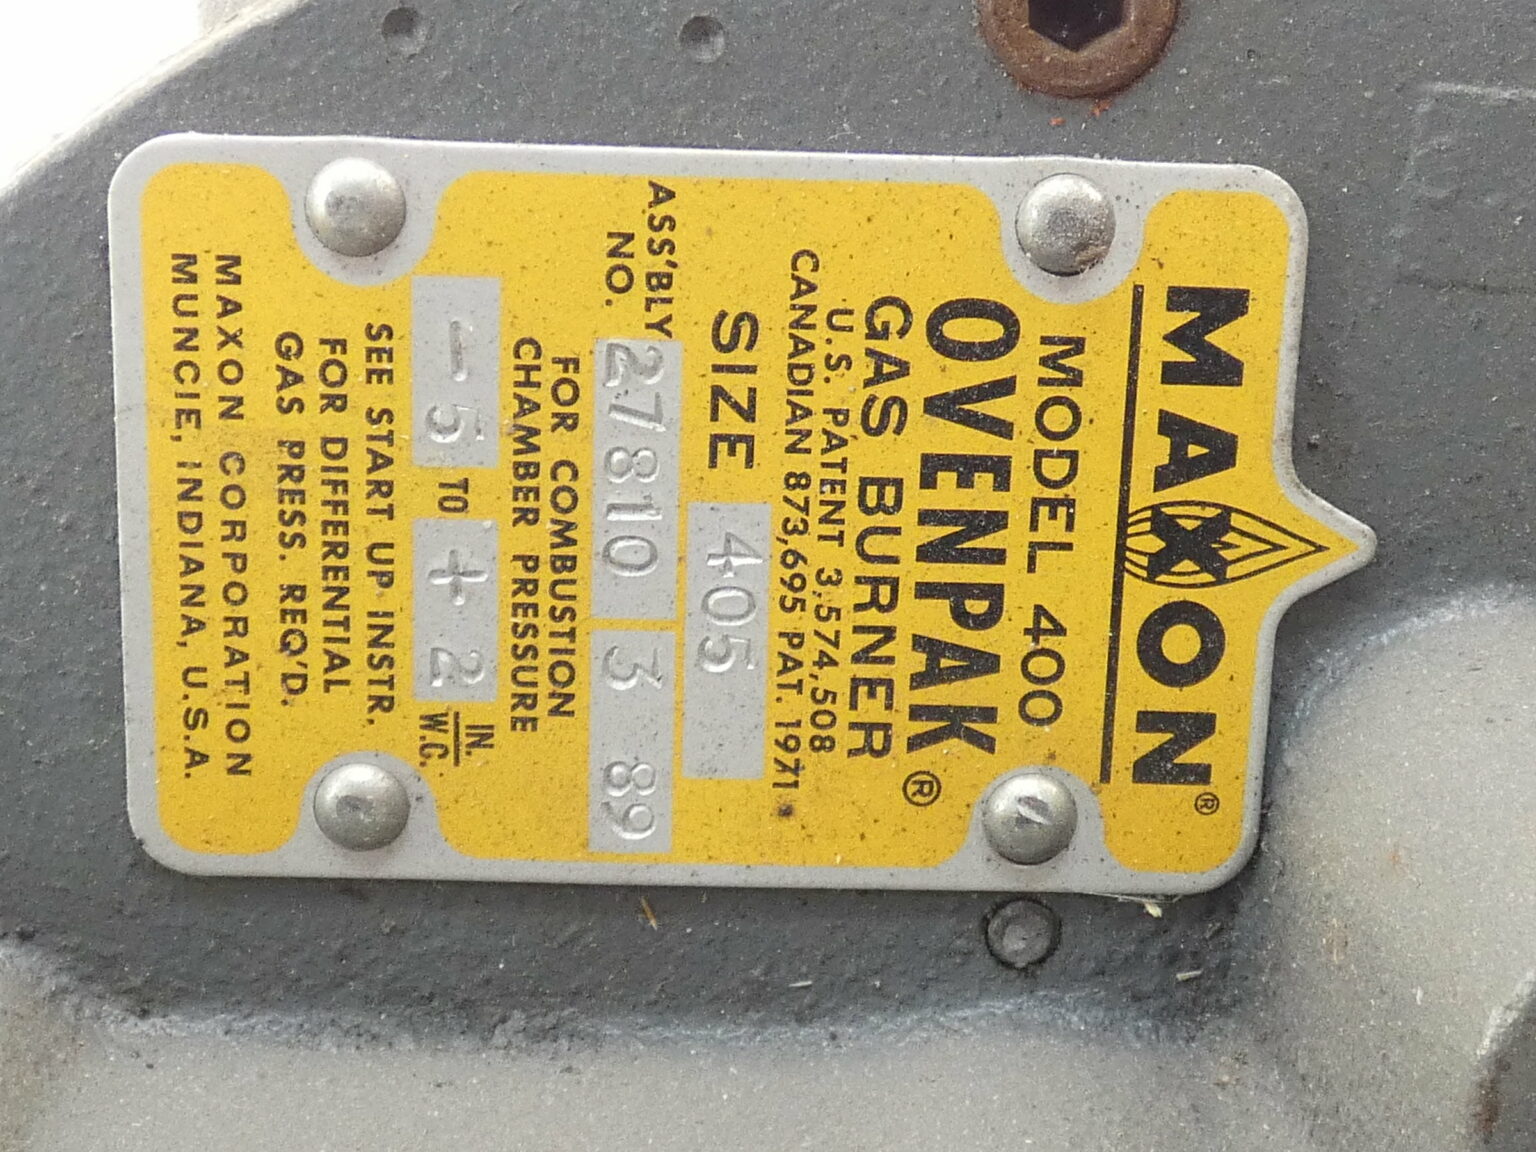 MAXON®
MODEL 400
OVENPAK®
GAS BURNER
U.S. PATENT 3,574,508
CANADIAN 873,695 PAT. 1971
SIZE 405
ASS'BLY NO. 27810 3 89
FOR COMBUSTION
CHAMBER PRESSURE
-5 TO +2 IN. W.C.
SEE START UP INSTR.
FOR DIFFERENTIAL
GAS PRESS. REQ'D.
MAXON CORPORATION
MUNCIE, INDIANA, U.S.A.